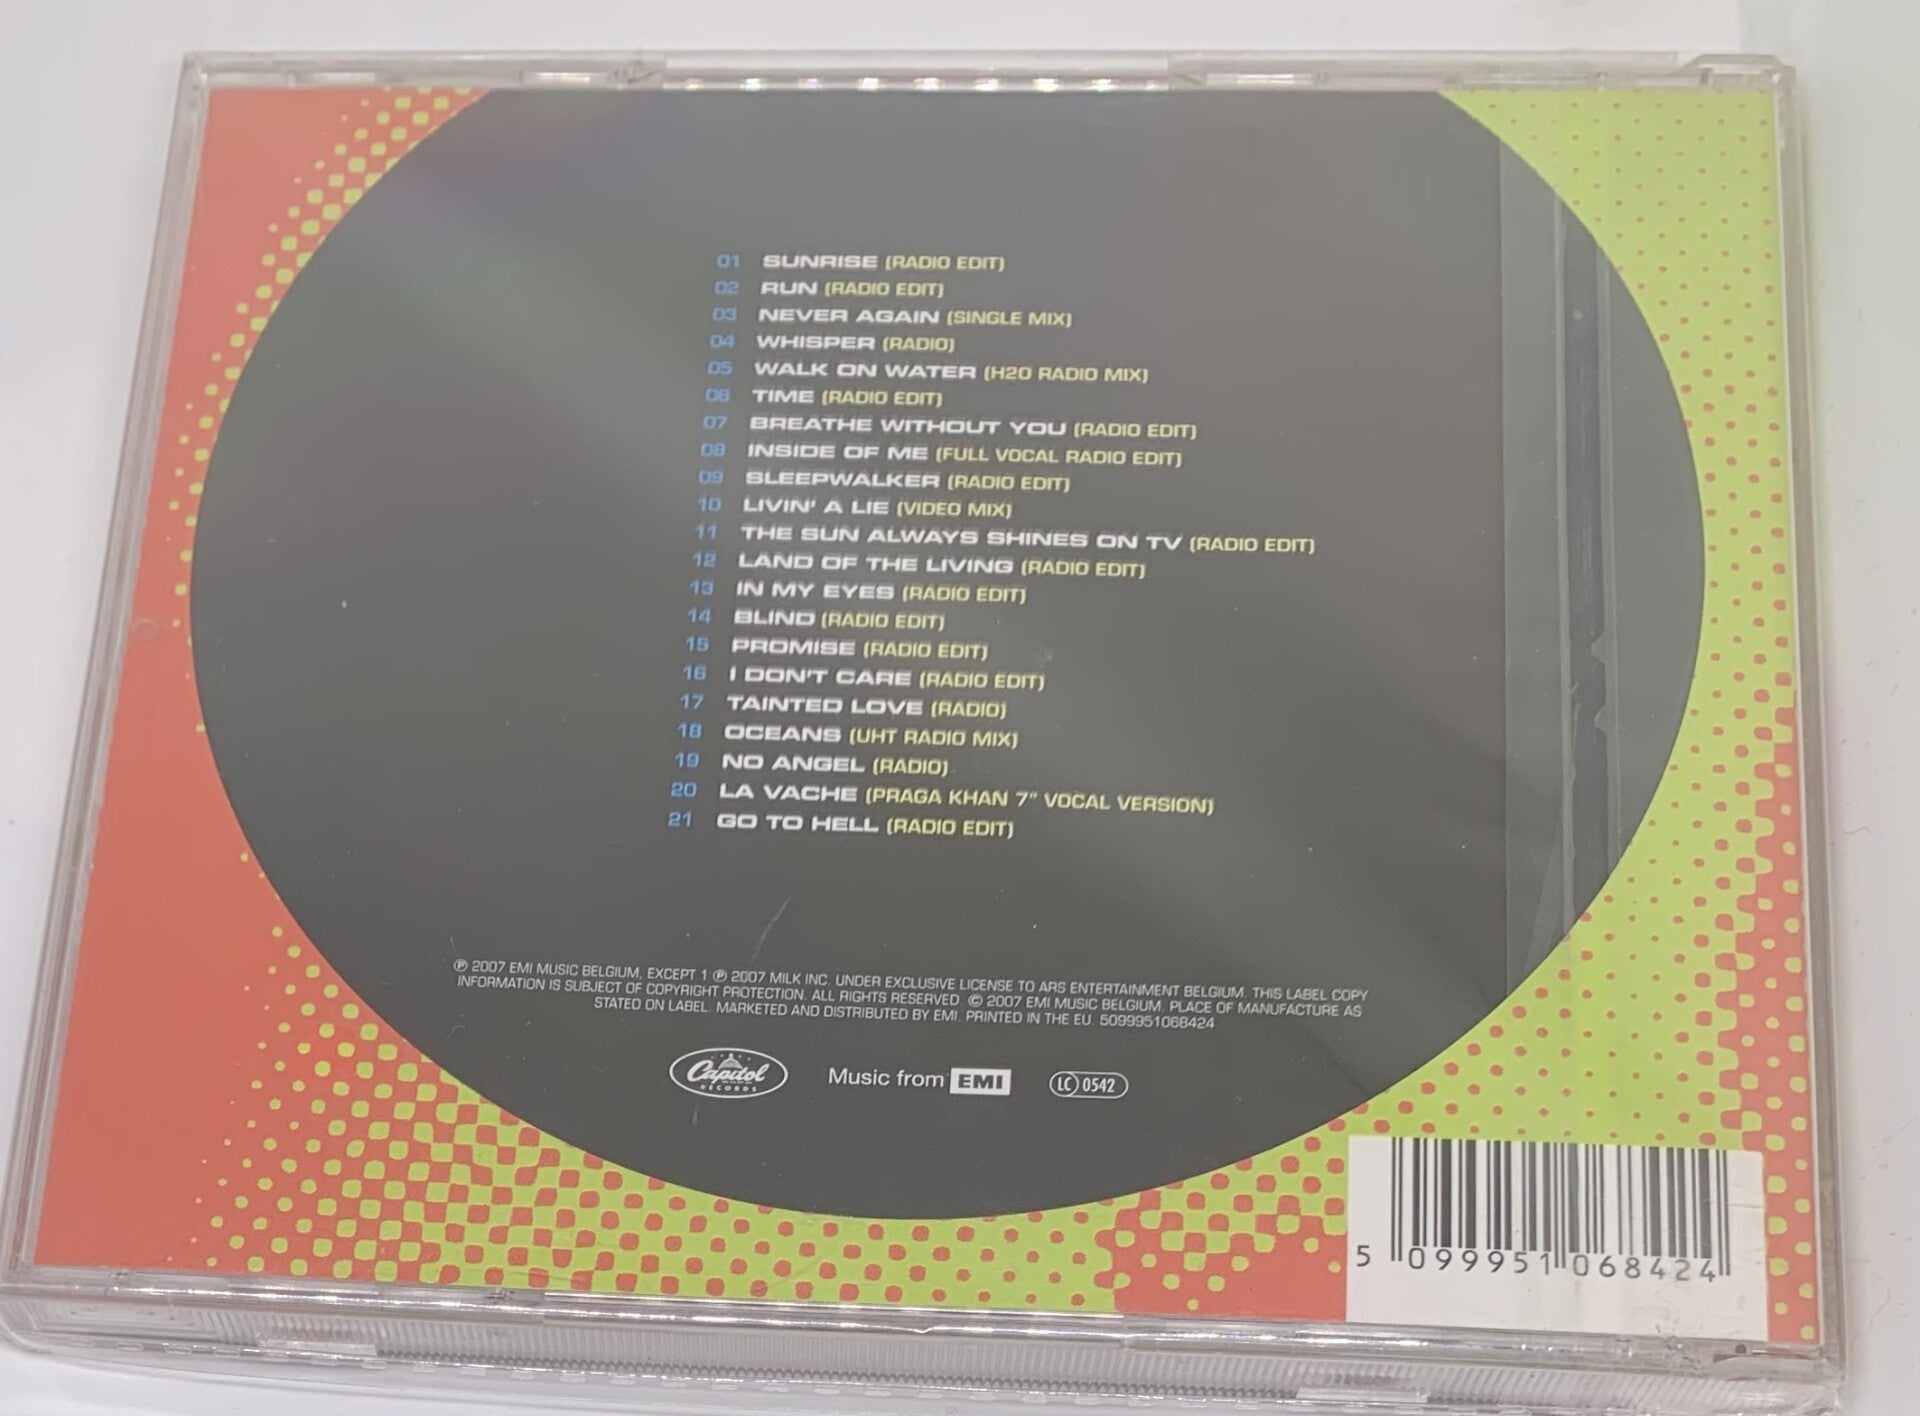 01 SUNRISE (RADIO EDIT)
02 RUN (RADIO EDIT)
03 NEVER AGAIN (SINGLE MIX)
04 WHISPER (RADIO)
05 WALK ON WATER (H2O RADIO MIX)
06 TIME (RADIO EDIT)
07 BREATHE WITHOUT YOU (RADIO EDIT)
08 INSIDE OF ME (FULL VOCAL RADIO EDIT)
09 SLEEPWALKER (RADIO EDIT)
10 LIVIN' A LIE (VIDEO MIX)
11 THE SUN ALWAYS SHINES ON TV (RADIO EDIT)
12 LAND OF THE LIVING (RADIO EDIT)
13 IN MY EYES (RADIO EDIT)
14 BLIND (RADIO EDIT)
15 PROMISE (RADIO EDIT)
16 I DON'T CARE (RADIO EDIT)
17 TAINTED LOVE (RADIO)
18 OCEANS (UHT RADIO MIX)
19 NO ANGEL (RADIO)
20 LA VACHE (PRAGA KHAN 7" VOCAL VERSION)
21 GO TO HELL (RADIO EDIT)
℗ 2007 EMI MUSIC BELGIUM, EXCEPT 1 ℗ 2007 MILK INC. UNDER EXCLUSIVE LICENSE TO ARS ENTERTAINMENT BELGIUM. THIS LABEL COPY
INFORMATION IS SUBJECT OF COPYRIGHT PROTECTION. ALL RIGHTS RESERVED. © 2007 EMI MUSIC BELGIUM. PLACE OF MANUFACTURE AS
STATED ON LABEL. MARKETED AND DISTRIBUTED BY EMI. PRINTED IN THE EU. 5099951068424
Capitol
RECORDS
Music from EMI
LC 0542
5 099951 068424